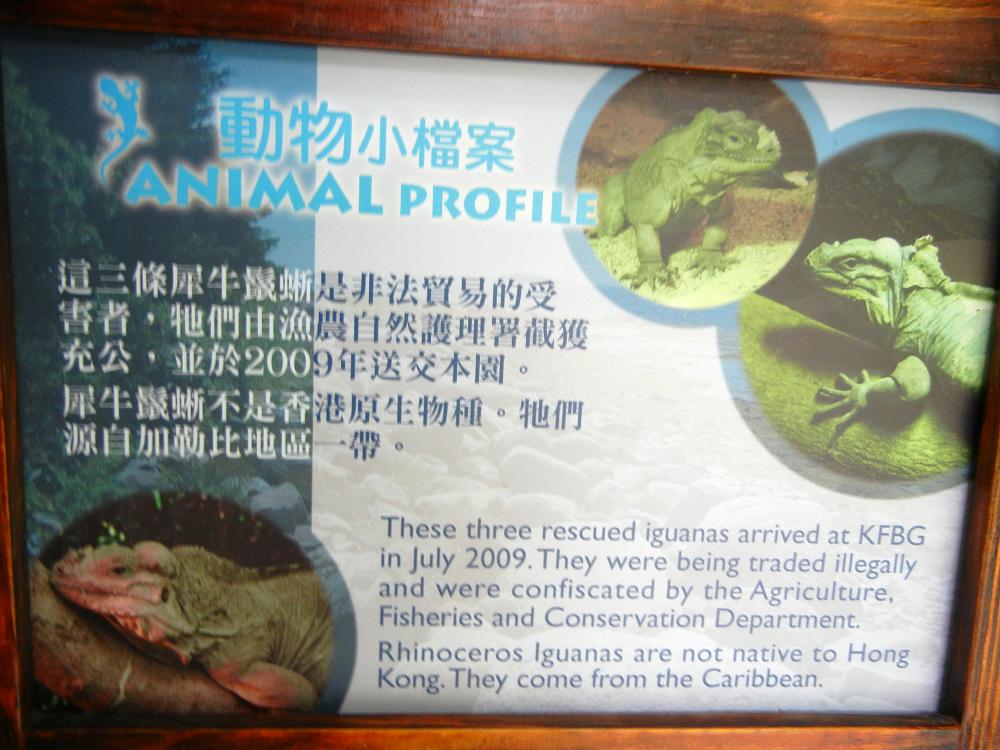 動物小檔案
ANIMAL PROFILE
這三條犀牛鬣蜥是非法貿易的受
害者，牠們由漁農自然護理署截獲
充公，並於2009年送交本園。
犀牛鬣蜥不是香港原生物種。牠們
源自加勒比地區一帶。
These three rescued iguanas arrived at KFBG
in July 2009. They were being traded illegally
and were confiscated by the Agriculture,
Fisheries and Conservation Department.
Rhinoceros Iguanas are not native to Hong
Kong. They come from the Caribbean.